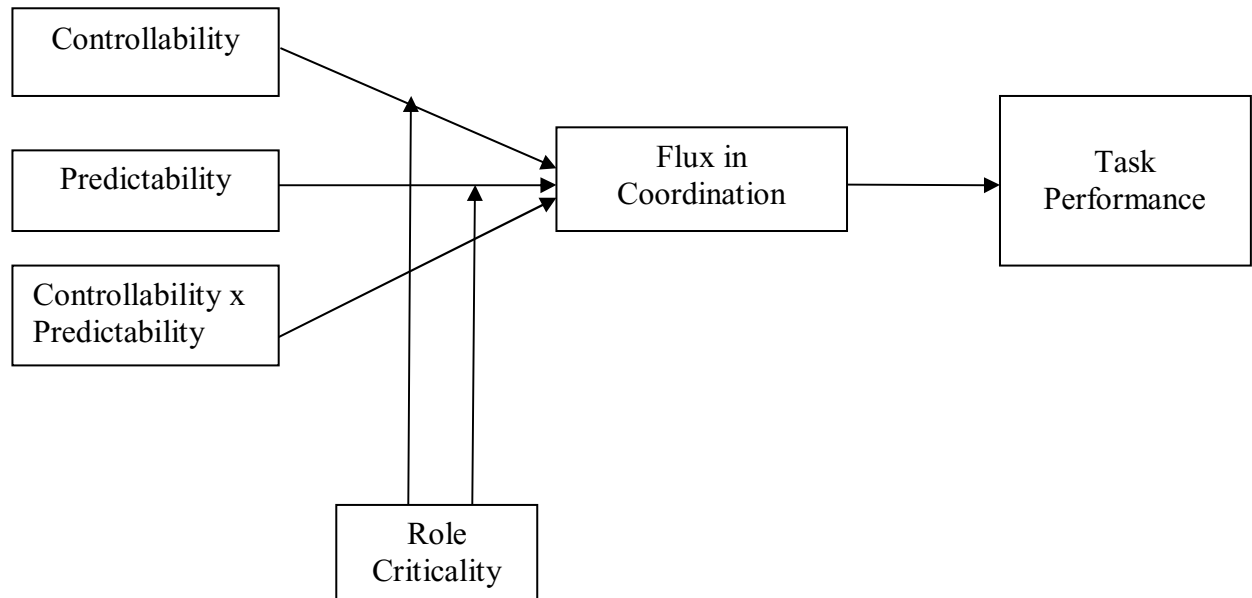 Controllability
Predictability
Controllability x
Predictability
Flux in
Coordination
Task
Performance
Role
Criticality